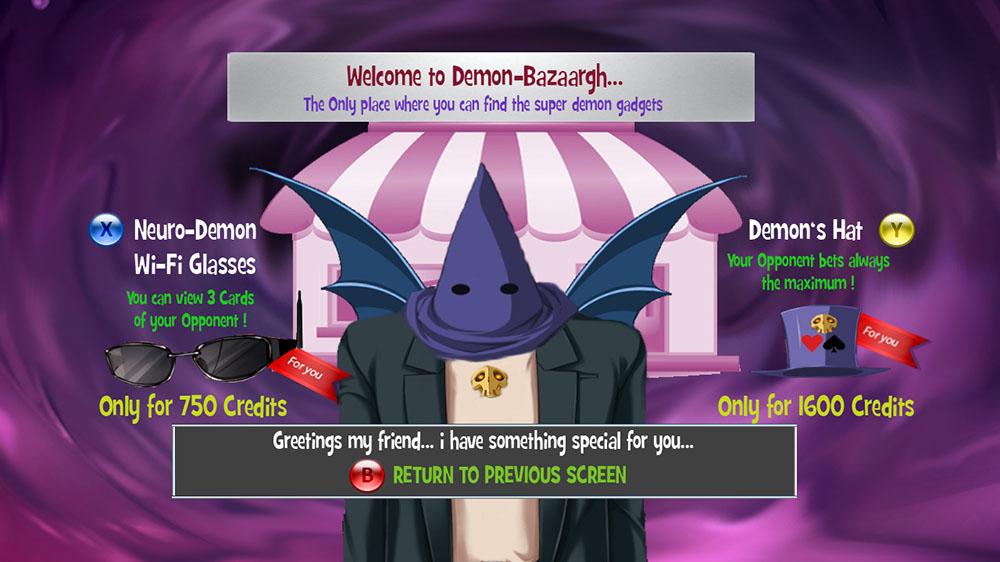 Welcome to Demon-Bazaargh...
The Only place where you can find the super demon gadgets
X Neuro-Demon
Wi-Fi Glasses
You can view 3 Cards
of your Opponent !
For you
Only for 750 Credits
Demon's Hat Y
Your Opponent bets always
the maximum !
For you
Only for 1600 Credits
Greetings my friend... i have something special for you...
B RETURN TO PREVIOUS SCREEN